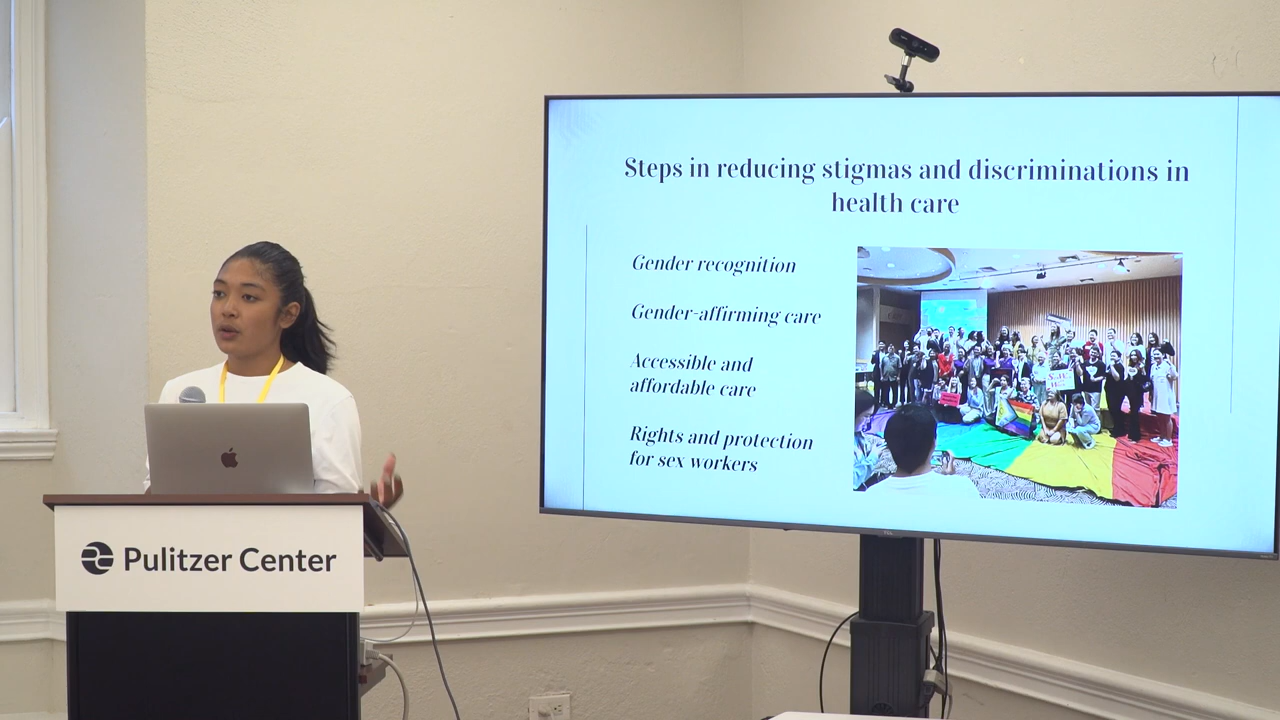 Steps in reducing stigmas and discriminations in
health care
Gender recognition
Gender-affirming care
Accessible and
affordable care
Rights and protection
for sex workers
Pulitzer Center